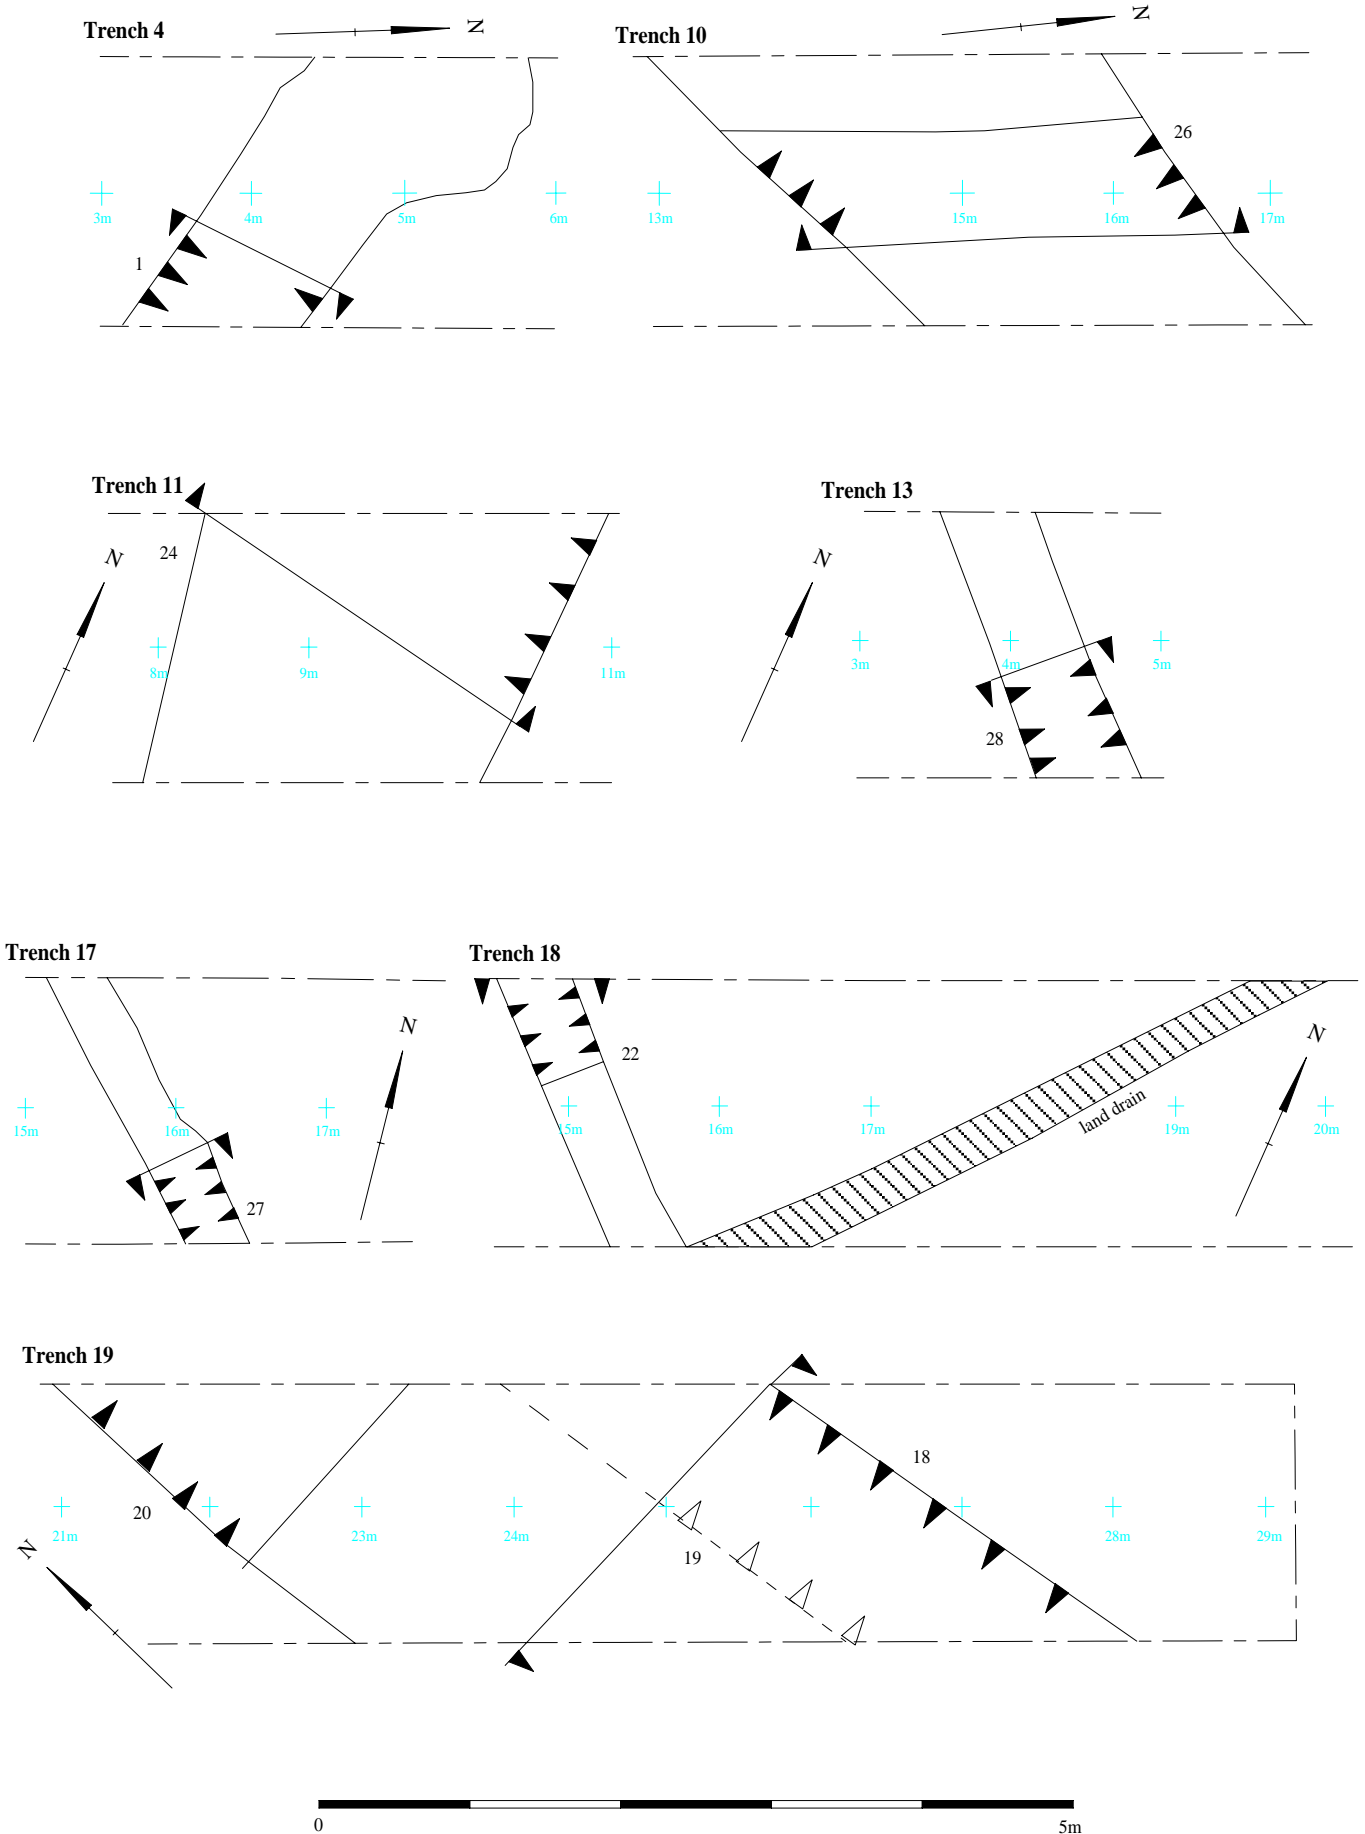 Trench 4
N
3m
4m
5m
6m
1
Trench 10
N
26
13m
15m
16m
17m
Trench 11
24
N
8m
9m
11m
Trench 13
N
3m
4m
5m
28
Trench 17
N
15m
16m
17m
27
Trench 18
22
N
15m
16m
17m
land drain
19m
20m
Trench 19
18
20
21m
23m
24m
28m
29m
19
N
0
5m